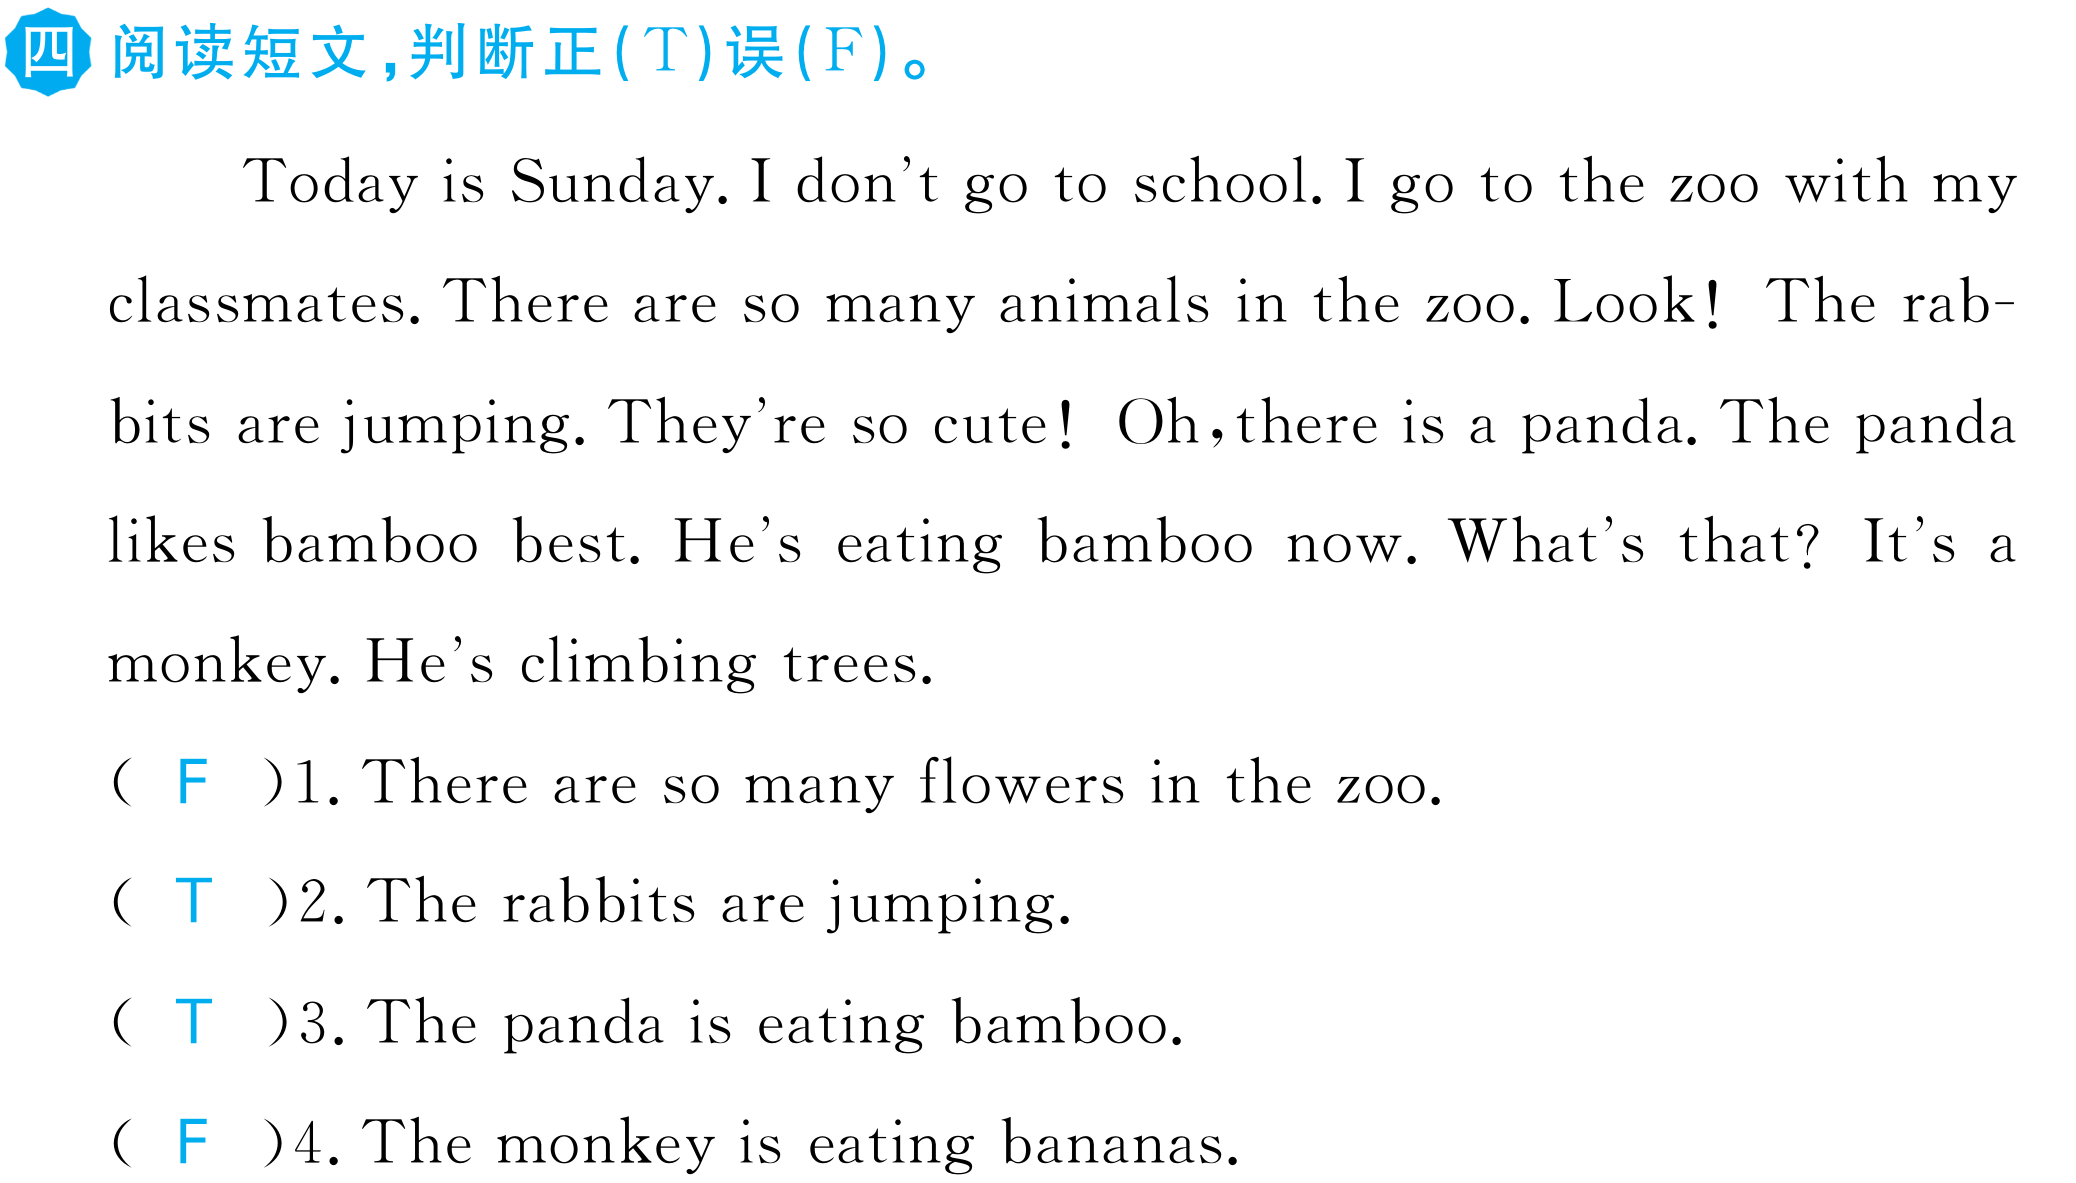 四 阅读短文,判断正(T)误(F)。
Today is Sunday. I don't go to school. I go to the zoo with my
classmates. There are so many animals in the zoo. Look! The rab-
bits are jumping. They're so cute! Oh, there is a panda. The panda
likes bamboo best. He's eating bamboo now. What's that? It's a
monkey. He's climbing trees.
( F )1. There are so many flowers in the zoo.
( T )2. The rabbits are jumping.
( T )3. The panda is eating bamboo.
( F )4. The monkey is eating bananas.